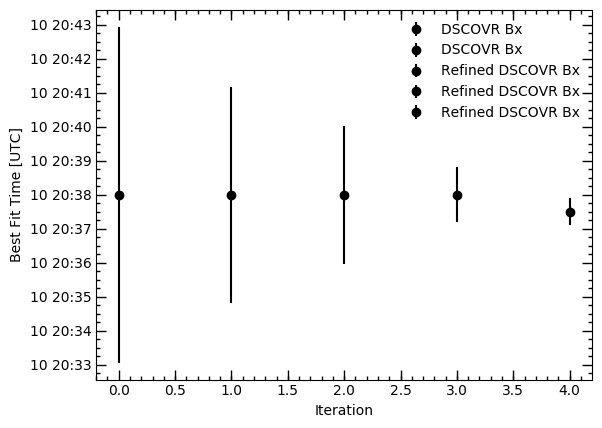 10 20:43
10 20:42
10 20:41
10 20:40
10 20:39
10 20:38
10 20:37
10 20:36
10 20:35
10 20:34
10 20:33
Best Fit Time [UTC]
DSCOVR Bx
DSCOVR Bx
Refined DSCOVR Bx
Refined DSCOVR Bx
Refined DSCOVR Bx
0.0 0.5 1.0 1.5 2.0 2.5 3.0 3.5 4.0
Iteration